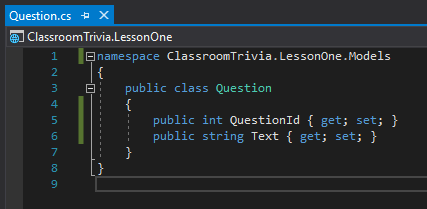 Question.cs
ClassroomTrivia.LessonOne
1 namespace ClassroomTrivia.LessonOne.Models
2 {
3     public class Question
4     {
5         public int QuestionId { get; set; }
6         public string Text { get; set; }
7     }
8 }
9